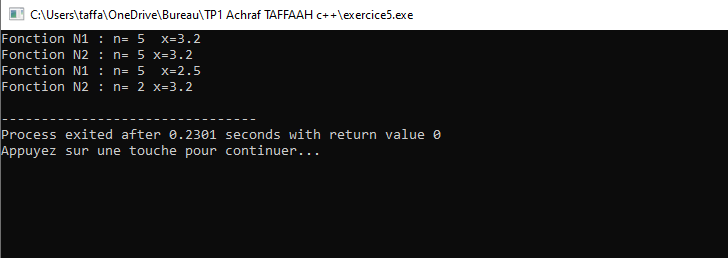 C:\Users\taffa\OneDrive\Bureau\TP1 Achraf TAFFAAH c++\exercice5.exe
Fonction N1 : n= 5  x=3.2
Fonction N2 : n= 5 x=3.2
Fonction N1 : n= 5  x=2.5
Fonction N2 : n= 2 x=3.2
--------------------------------
Process exited after 0.2301 seconds with return value 0
Appuyez sur une touche pour continuer...